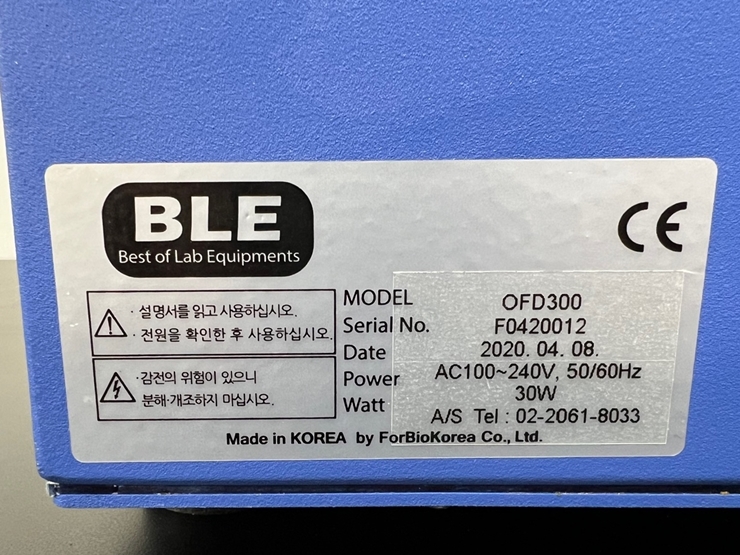 BLE
Best of Lab Equipments
CE
· 설명서를 읽고 사용하십시오.
· 전원을 확인한 후 사용하십시오.
·감전의 위험이 있으니
분해·개조하지 마십시오.
MODEL OFD300
Serial No. F0420012
Date 2020. 04. 08.
Power AC100~240V, 50/60Hz
Watt 30W
A/S Tel : 02-2061-8033
Made in KOREA by ForBioKorea Co., Ltd.